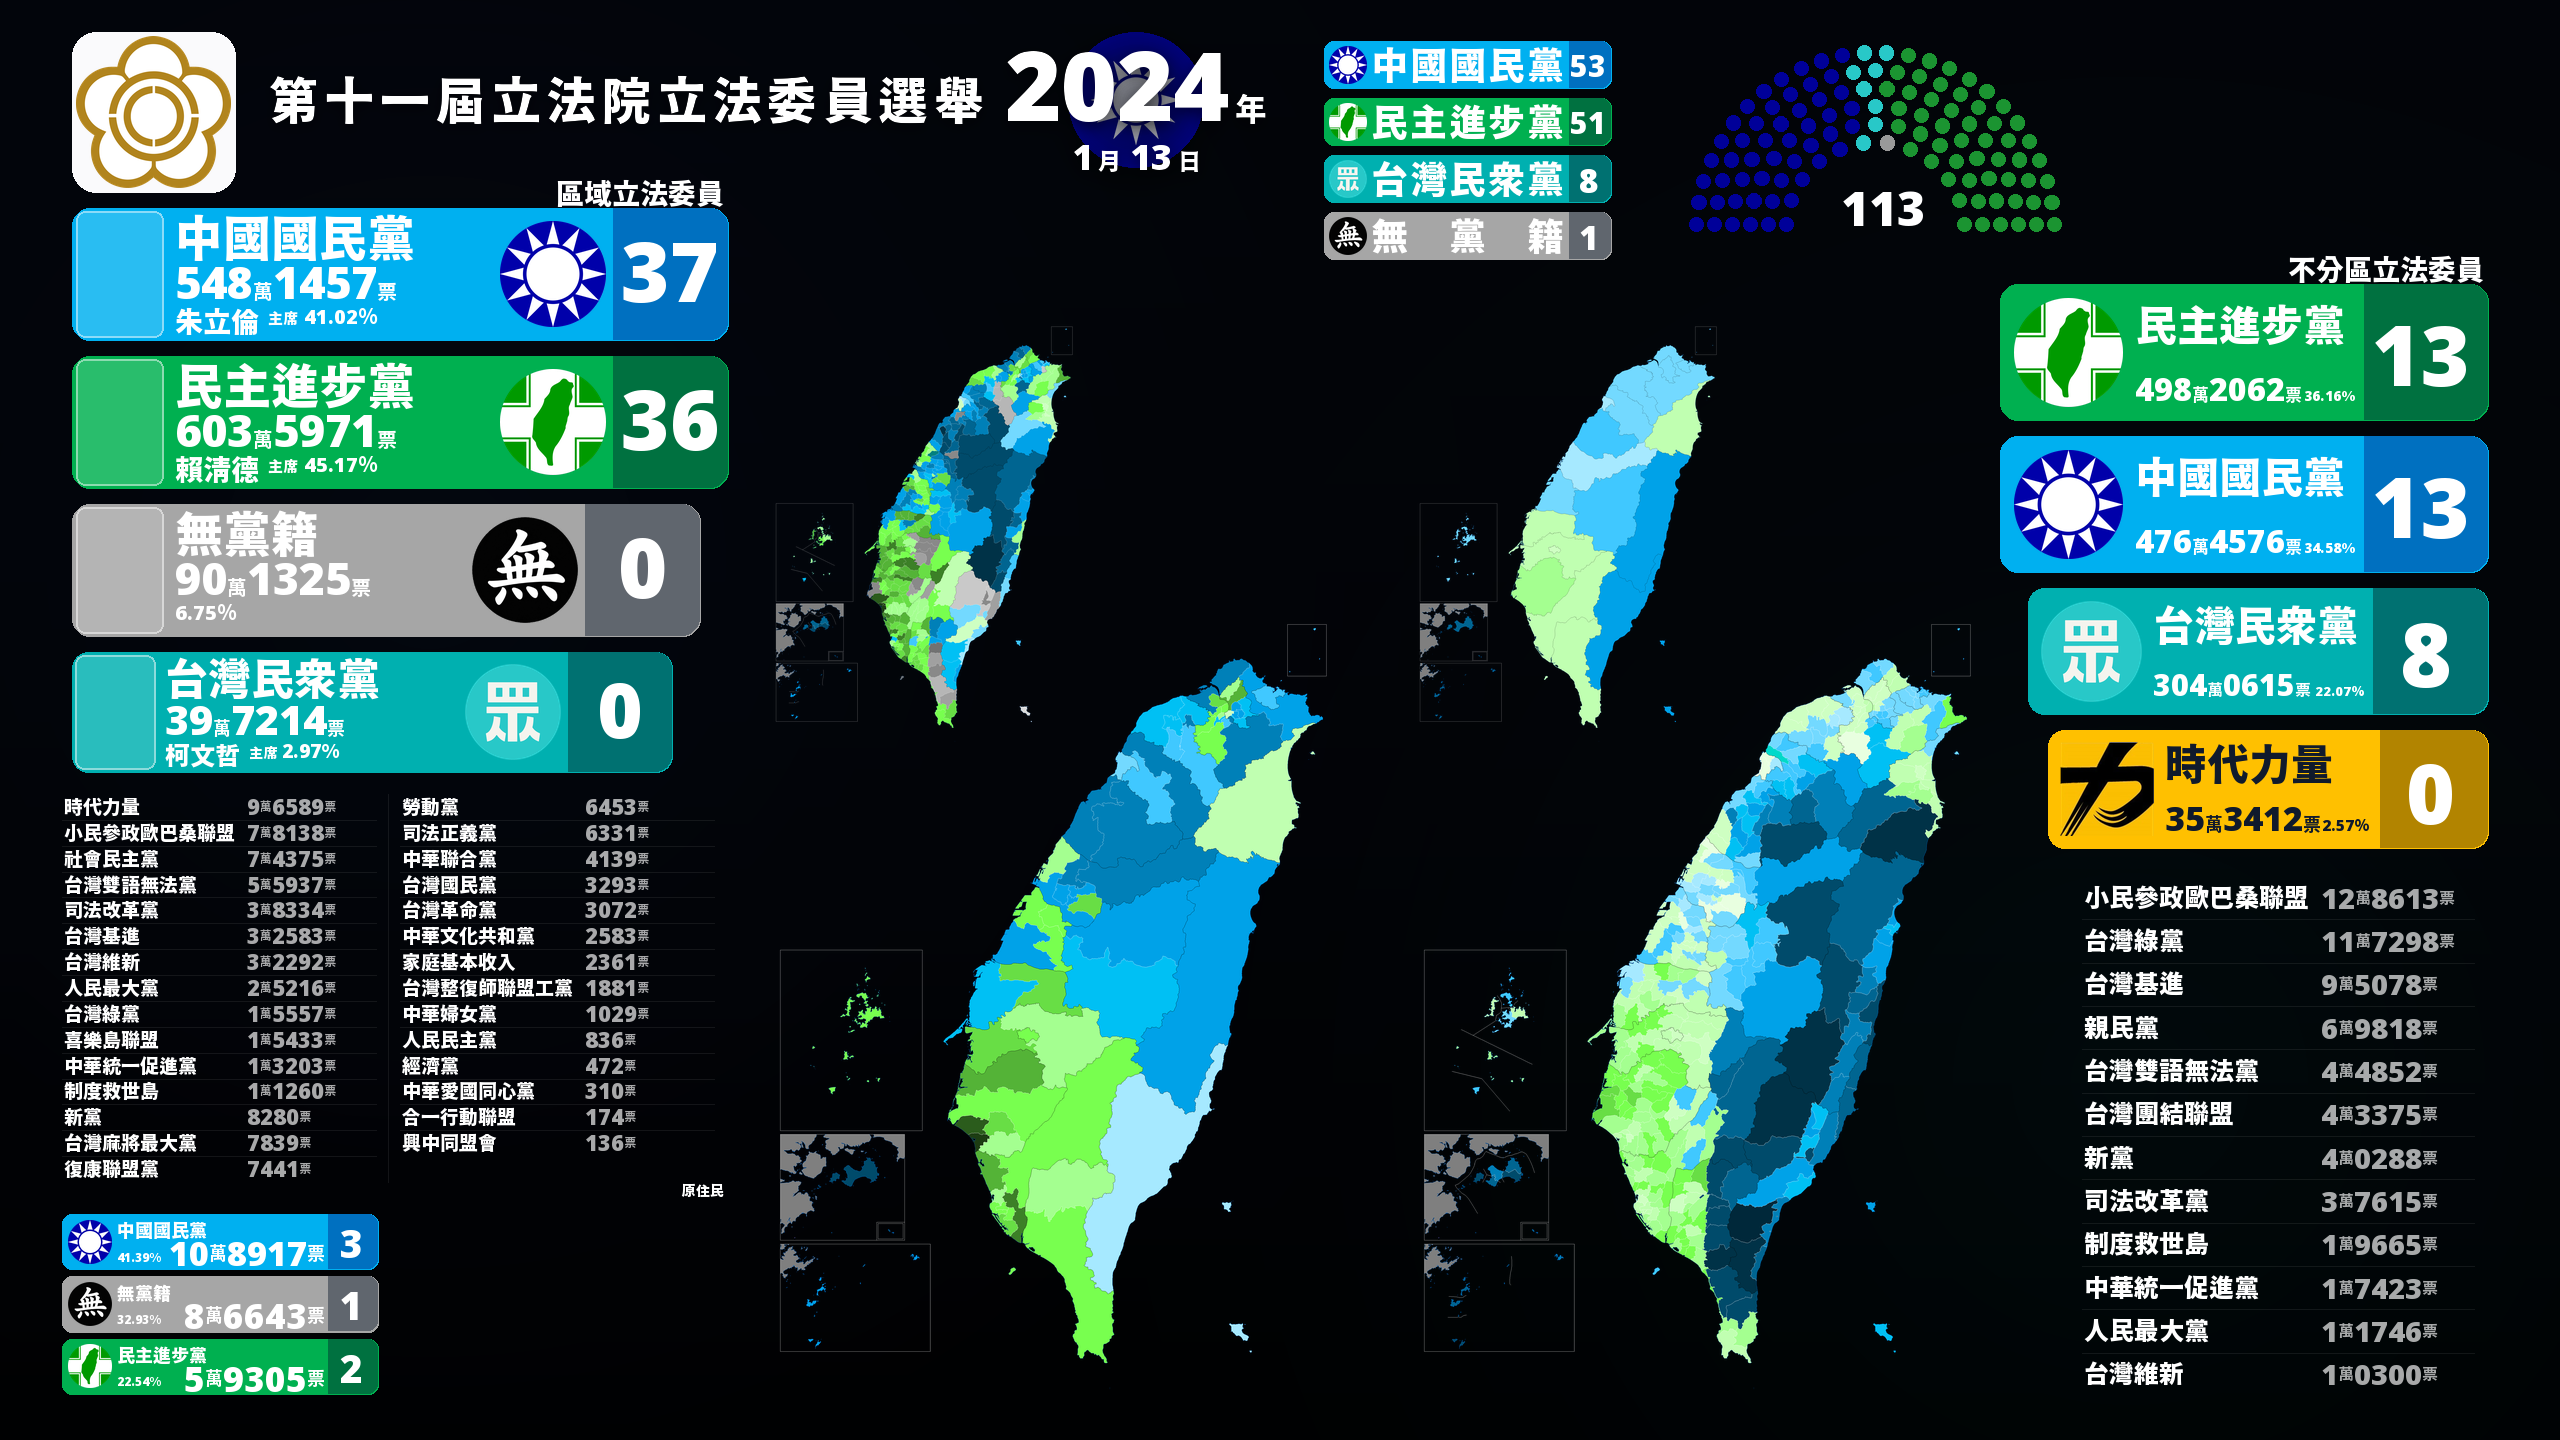 第十一屆立法院立法委員選舉 2024年
1月13日
中國國民黨 53
民主進步黨 51
眾 台灣民衆黨 8
無 無黨籍 1
113
區域立法委員
中國國民黨
548萬1457票
朱立倫 主席 41.02%
37
民主進步黨
603萬5971票
賴清德 主席 45.17%
36
無黨籍
90萬1325票
6.75%
無
0
台灣民衆黨
39萬7214票
柯文哲 主席 2.97%
眾
0
時代力量 9萬6589票
小民參政歐巴桑聯盟 7萬8138票
社會民主黨 7萬4375票
台灣雙語無法黨 5萬5937票
司法改革黨 3萬8334票
台灣基進 3萬2583票
台灣維新 3萬2292票
人民最大黨 2萬5216票
台灣綠黨 1萬5557票
喜樂島聯盟 1萬5433票
中華統一促進黨 1萬3203票
制度救世島 1萬1260票
新黨 8280票
台灣麻將最大黨 7839票
復康聯盟黨 7441票
勞動黨 6453票
司法正義黨 6331票
中華聯合黨 4139票
台灣國民黨 3293票
台灣革命黨 3072票
中華文化共和黨 2583票
家庭基本收入 2361票
台灣整復師聯盟工黨 1881票
中華婦女黨 1029票
人民民主黨 836票
經濟黨 472票
中華愛國同心黨 310票
合一行動聯盟 174票
興中同盟會 136票
原住民
中國國民黨
41.39% 10萬8917票
3
無 無黨籍
32.93% 8萬6643票
1
民主進步黨
22.54% 5萬9305票
2
不分區立法委員
民主進步黨
498萬2062票 36.16%
13
中國國民黨
476萬4576票 34.58%
13
眾 台灣民衆黨
304萬0615票 22.07%
8
力 時代力量
35萬3412票 2.57%
0
小民參政歐巴桑聯盟 12萬8613票
台灣綠黨 11萬7298票
台灣基進 9萬5078票
親民黨 6萬9818票
台灣雙語無法黨 4萬4852票
台灣團結聯盟 4萬3375票
新黨 4萬0288票
司法改革黨 3萬7615票
制度救世島 1萬9665票
中華統一促進黨 1萬7423票
人民最大黨 1萬1746票
台灣維新 1萬0300票